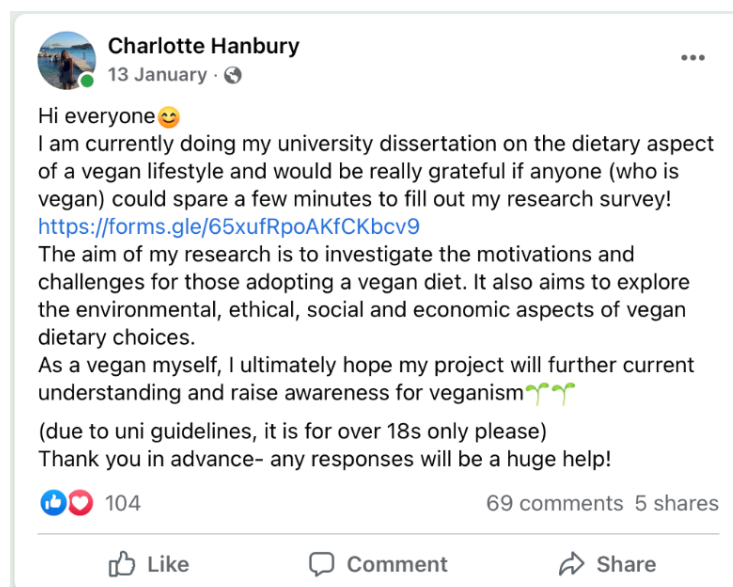 Charlotte Hanbury
13 January ·
Hi everyone😊
I am currently doing my university dissertation on the dietary aspect
of a vegan lifestyle and would be really grateful if anyone (who is
vegan) could spare a few minutes to fill out my research survey!
https://forms.gle/65xufRpoAKfCKbcv9
The aim of my research is to investigate the motivations and
challenges for those adopting a vegan diet. It also aims to explore
the environmental, ethical, social and economic aspects of vegan
dietary choices.
As a vegan myself, I ultimately hope my project will further current
understanding and raise awareness for veganism🌱🌱
(due to uni guidelines, it is for over 18s only please)
Thank you in advance- any responses will be a huge help!
104 69 comments 5 shares
Like Comment Share